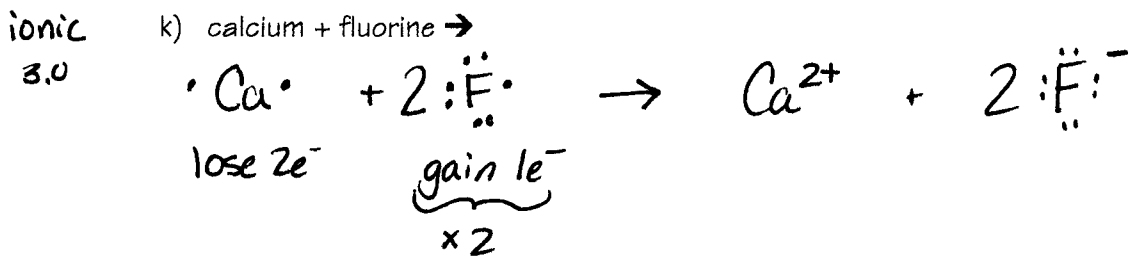 ionic k) calcium + fluorine →
3.0 · Ca · + 2 :F̈· → Ca²⁺ + 2 :F̈:⁻
lose 2e⁻ gain 1e⁻
x 2